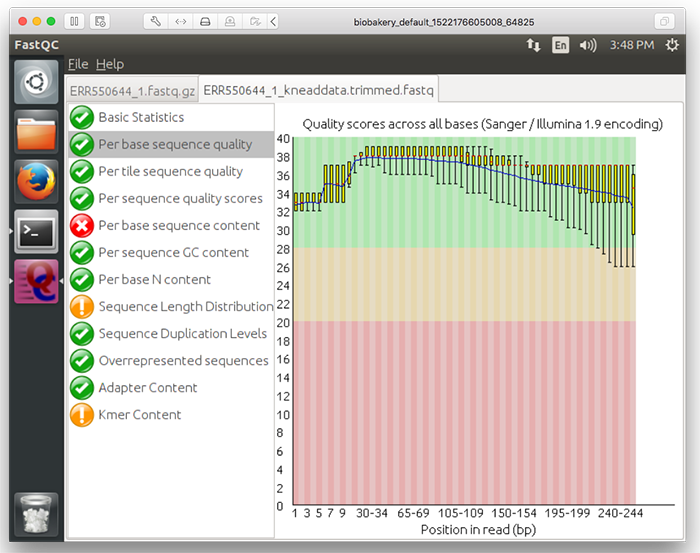 biobakery_default_1522176605008_64825
FastQC
En
3:48 PM
File Help
ERR550644_1.fastq.gz
ERR550644_1_kneaddata.trimmed.fastq
Basic Statistics
Per base sequence quality
Per tile sequence quality
Per sequence quality scores
Per base sequence content
Per sequence GC content
Per base N content
Sequence Length Distribution
Sequence Duplication Levels
Overrepresented sequences
Adapter Content
Kmer Content
Quality scores across all bases (Sanger / Illumina 1.9 encoding)
40
38
36
34
32
30
28
26
24
22
20
18
16
14
12
10
8
6
4
2
0
1 3 5 7 9 30-34 65-69 105-109 150-154 195-199 240-244
Position in read (bp)